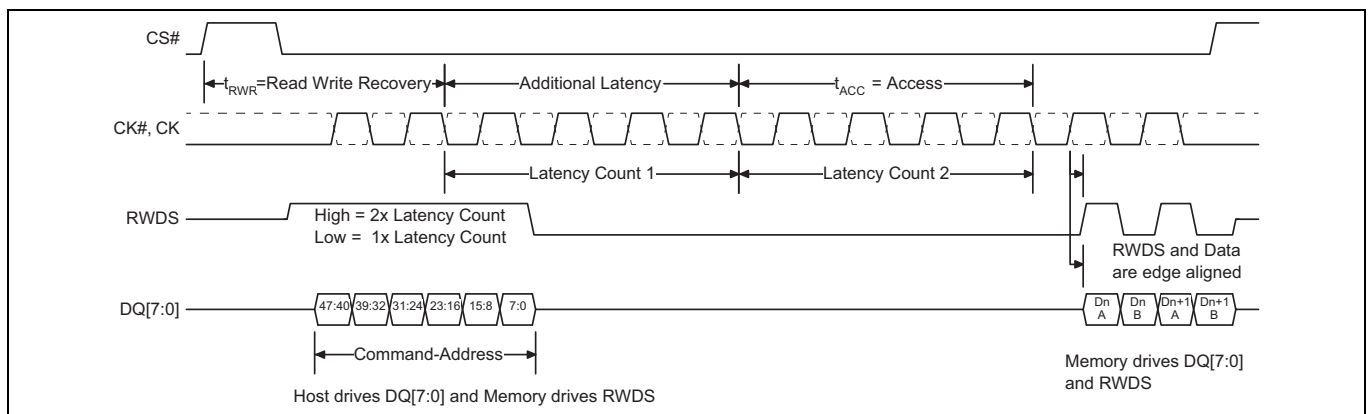 CS#
tRWR=Read Write Recovery
Additional Latency
tACC = Access
CK#, CK
Latency Count 1
Latency Count 2
RWDS
High = 2x Latency Count
Low = 1x Latency Count
RWDS and Data
are edge aligned
DQ[7:0]
47:40
39:32
31:24
23:16
15:8
7:0
Dn
A
Dn
B
Dn+1
A
Dn+1
B
Command-Address
Memory drives DQ[7:0]
and RWDS
Host drives DQ[7:0] and Memory drives RWDS